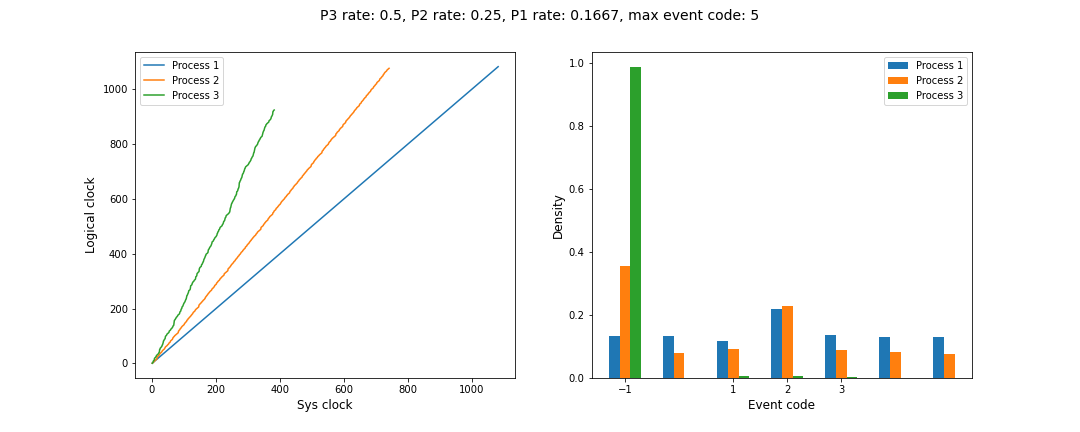 P3 rate: 0.5, P2 rate: 0.25, P1 rate: 0.1667, max event code: 5
Process 1
Process 2
Process 3
1000
800
600
400
200
0
Logical clock
0 200 400 600 800 1000
Sys clock
Process 1
Process 2
Process 3
1.0
0.8
0.6
0.4
0.2
0.0
Density
−1 1 2 3
Event code